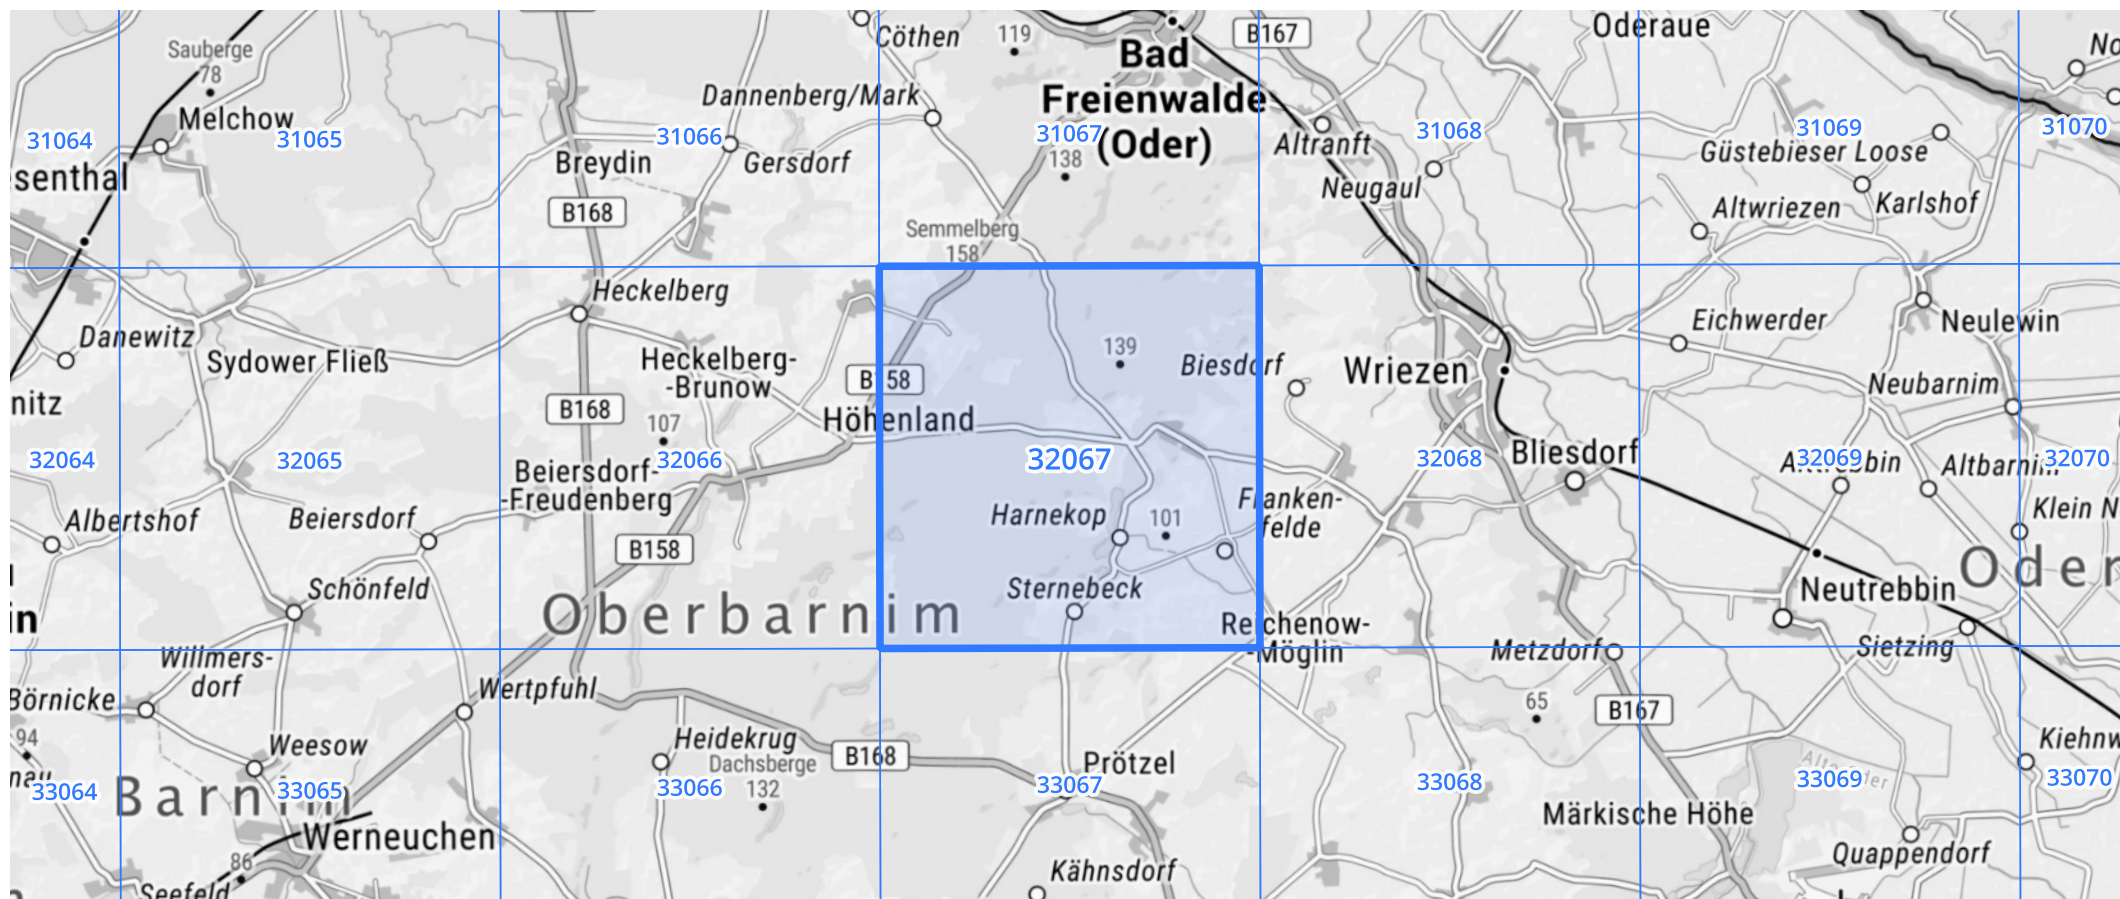 Cöthen
119
B167
Oderaue
Sauberge
78
Bad
Freienwalde
(Oder)
Melchow
Dannenberg/Mark
31064
31065
31066
31067
31068
31069
31070
Breydin
Gersdorf
138
Altranft
Güstebieser Loose
senthal
Neugaul
Karlshof
Altwriezen
B168
Semmelberg
158
Heckelberg
Danewitz
Sydower Fließ
Heckelberg-
-Brunow
139
Biesdorf
Wriezen
Eichwerder
Neulewin
Neubarnim
nitz
B168
B158
107
Höhenland
Bliesdorf
32064
32065
32066
32067
32068
32069
32070
Altrebbin
Altbarnim
Beiersdorf-
-Freudenberg
Albertshof
Beiersdorf
Harnekop
101
Franken-
felde
Klein N
B158
Schönfeld
Sternebeck
Oberbarnim
Oder
Neutrebbin
in
Reichenow-
-Möglin
Metzdorf
Sietzing
Willmers-
dorf
Börnicke
Wertpfuhl
65
B167
94
Weesow
Heidekrug
Dachsberge
132
B168
Prötzel
Kiehnw
nau
33064
33065
33066
33067
33068
33069
33070
Barnim
Werneuchen
Märkische Höhe
Quappendorf
86
Seefeld
Kähnsdorf